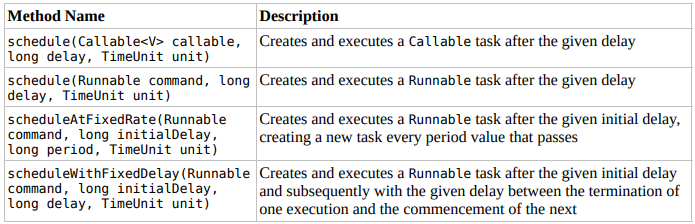 Method Name
Description
schedule(Callable<V> callable,
long delay, TimeUnit unit)
Creates and executes a Callable task after the given delay
schedule(Runnable command, long
delay, TimeUnit unit)
Creates and executes a Runnable task after the given delay
scheduleAtFixedRate(Runnable
command, long initialDelay,
long period, TimeUnit unit)
Creates and executes a Runnable task after the given initial delay,
creating a new task every period value that passes
scheduleWithFixedDelay(Runnable
command, long initialDelay,
long delay, TimeUnit unit)
Creates and executes a Runnable task after the given initial delay
and subsequently with the given delay between the termination of
one execution and the commencement of the next